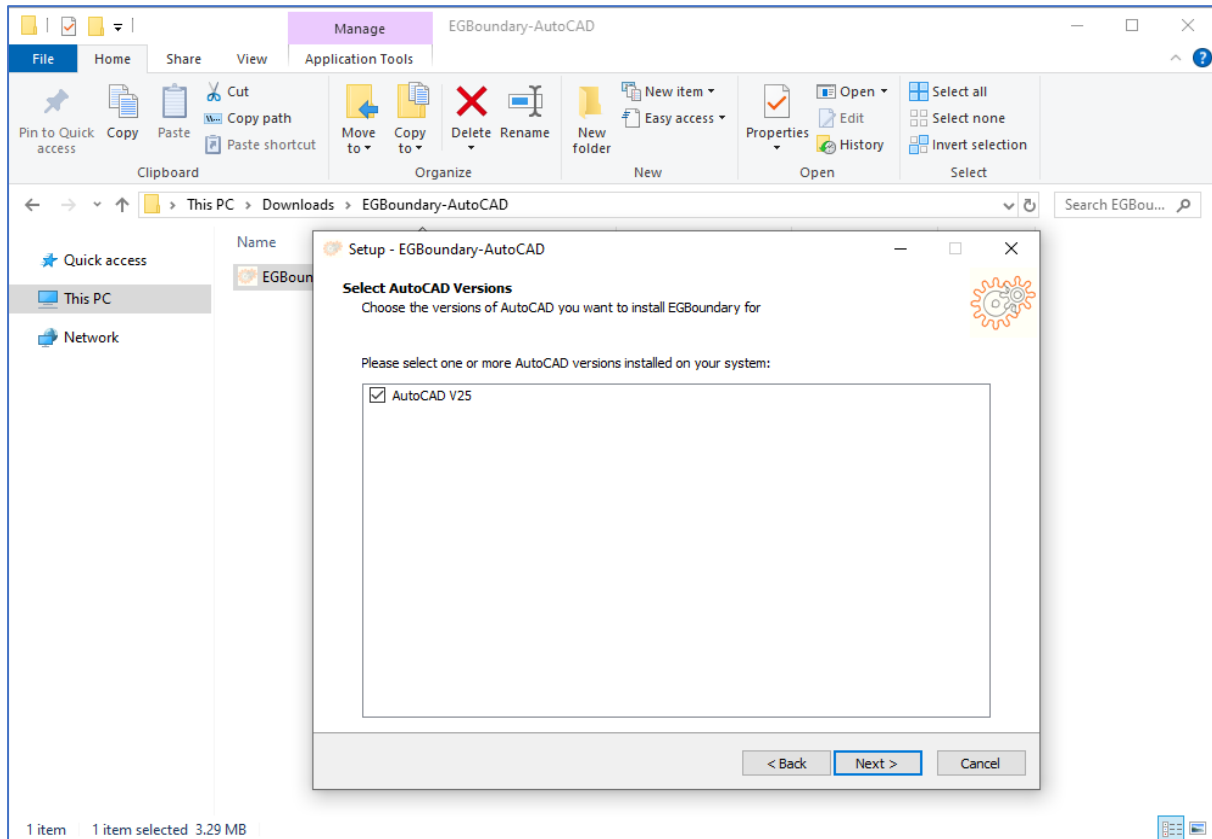 Manage
EGBoundary-AutoCAD
File
Home
Share
View
Application Tools
Pin to Quick access
Copy
Paste
Cut
Copy path
Paste shortcut
Clipboard
Move to
Copy to
Delete
Rename
Organize
New folder
New item
Easy access
New
Properties
Open
Edit
History
Open
Select all
Select none
Invert selection
Select
This PC > Downloads > EGBoundary-AutoCAD
Search EGBou...
Quick access
This PC
Network
Name
EGBoun
Setup - EGBoundary-AutoCAD
Select AutoCAD Versions
Choose the versions of AutoCAD you want to install EGBoundary for
Please select one or more AutoCAD versions installed on your system:
AutoCAD V25
< Back
Next >
Cancel
1 item
1 item selected 3.29 MB